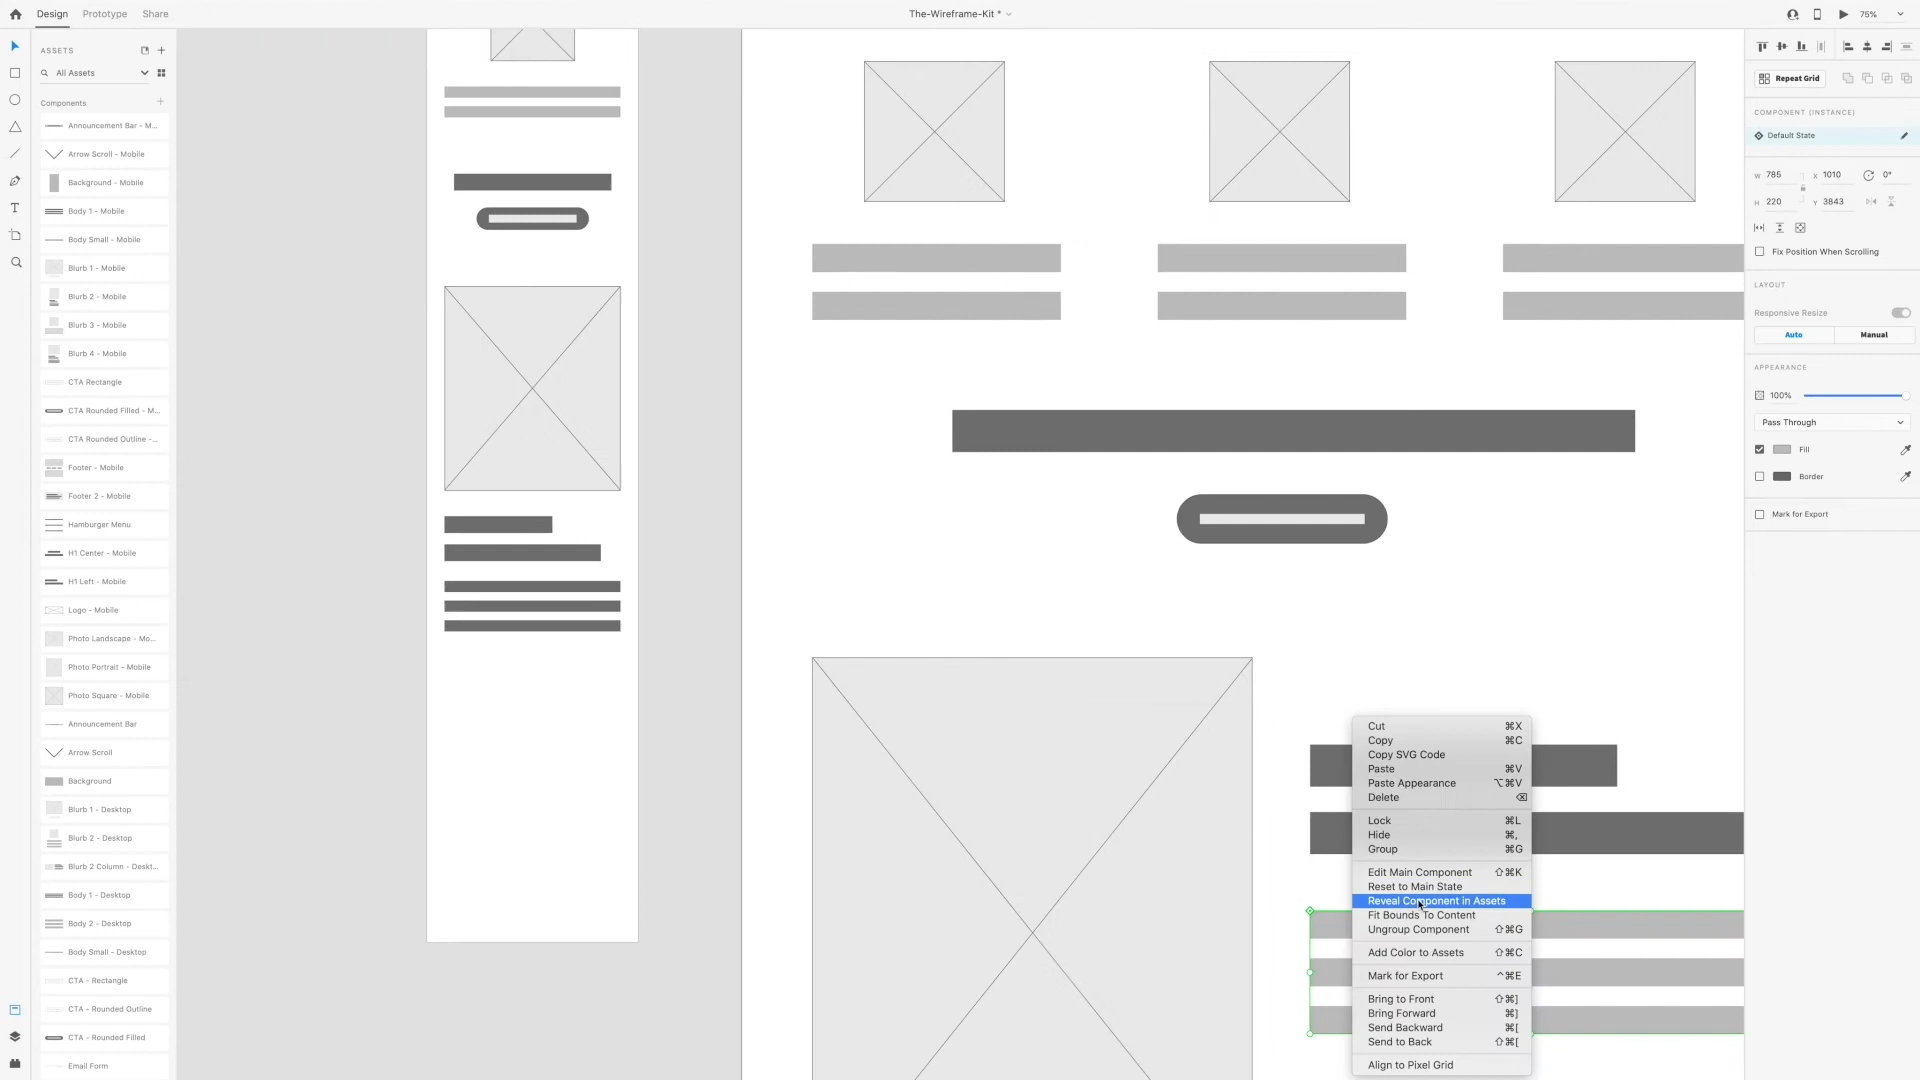 Design Prototype Share
The-Wireframe-Kit *
75%
ASSETS
All Assets
Components
Announcement Bar - M...
Arrow Scroll - Mobile
Background - Mobile
Body 1 - Mobile
Body Small - Mobile
Blurb 1 - Mobile
Blurb 2 - Mobile
Blurb 3 - Mobile
Blurb 4 - Mobile
CTA Rectangle
CTA Rounded Filled - M...
CTA Rounded Outline -...
Footer - Mobile
Footer 2 - Mobile
Hamburger Menu
H1 Center - Mobile
H1 Left - Mobile
Logo - Mobile
Photo Landscape - Mo...
Photo Portrait - Mobile
Photo Square - Mobile
Announcement Bar
Arrow Scroll
Background
Blurb 1 - Desktop
Blurb 2 - Desktop
Blurb 2 Column - Deskt...
Body 1 - Desktop
Body 2 - Desktop
Body Small - Desktop
CTA - Rectangle
CTA - Rounded Outline
CTA - Rounded Filled
Email Form
Cut ⌘X
Copy ⌘C
Copy SVG Code
Paste ⌘V
Paste Appearance ⌥⌘V
Delete ⌫
Lock ⌘L
Hide ⌘,
Group ⌘G
Edit Main Component ⇧⌘K
Reset to Main State
Reveal Component in Assets
Fit Bounds To Content
Ungroup Component ⇧⌘G
Add Color to Assets ⇧⌘C
Mark for Export ^⌘E
Bring to Front ⇧⌘]
Bring Forward ⌘]
Send Backward ⌘[
Send to Back ⇧⌘[
Align to Pixel Grid
Repeat Grid
COMPONENT (INSTANCE)
Default State
W 785 X 1010 0°
H 220 Y 3843
Fix Position When Scrolling
LAYOUT
Responsive Resize
Auto Manual
APPEARANCE
100%
Pass Through
Fill
Border
Mark for Export